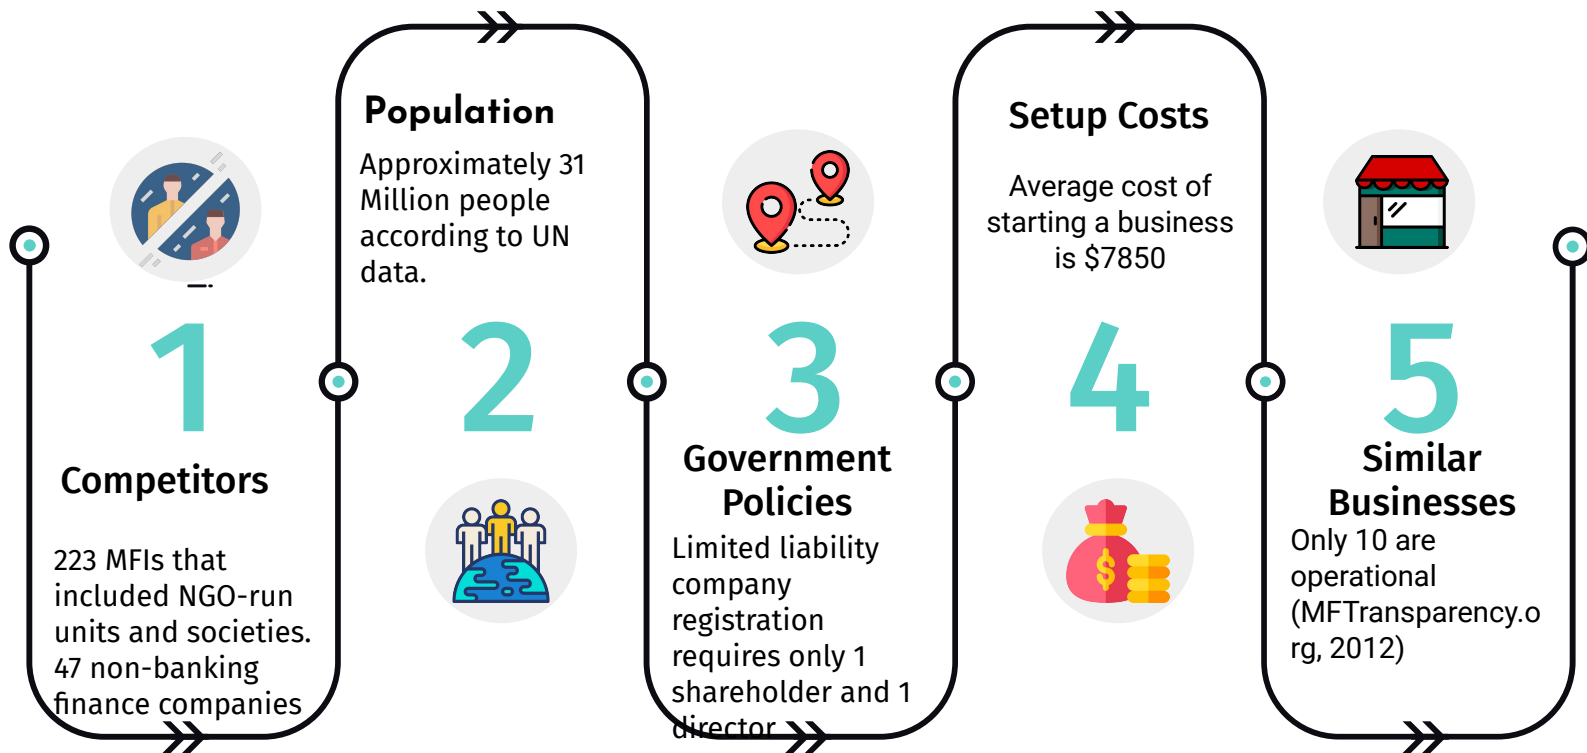 1
Competitors
223 MFIs that
included NGO-run
units and societies.
47 non-banking
finance companies
Population
Approximately 31
Million people
according to UN
data.
2
3
Government
Policies
Limited liability
company
registration
requires only 1
shareholder and 1
director
Setup Costs
Average cost of
starting a business
is $7850
4
$
5
Similar
Businesses
Only 10 are
operational
(MFTransparency.o
rg, 2012)